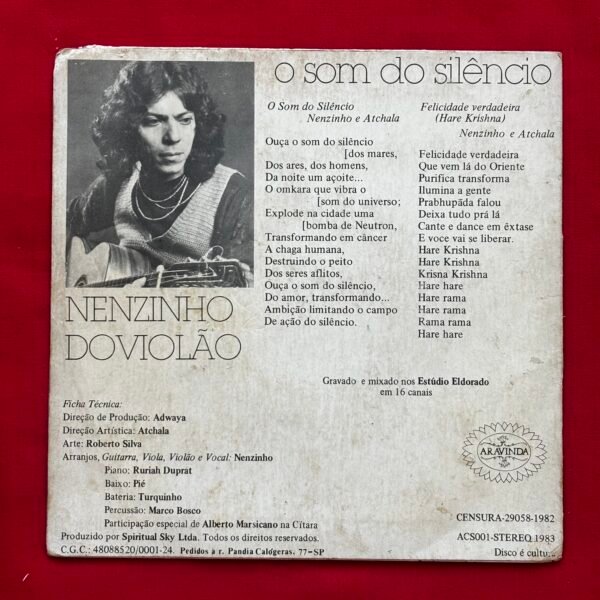 o som do silêncio
O Som do Silêncio
Nenzinho e Atchala
Ouça o som do silêncio
[dos mares,
Dos ares, dos homens,
Da noite um açoite...
O omkara que vibra o
[som do universo;
Explode na cidade uma
[bomba de Neutron,
Transformando em câncer
A chaga humana,
Destruindo o peito
Dos seres aflitos,
Ouça o som do silêncio,
Do amor, transformando...
Ambição limitando o campo
De ação do silêncio.
Felicidade verdadeira
(Hare Krishna)
Nenzinho e Atchala
Felicidade verdadeira
Que vem lá do Oriente
Purifica transforma
Ilumina a gente
Prabhupāda falou
Deixa tudo prá lá
Cante e dance em êxtase
E voce vai se liberar.
Hare Krishna
Hare Krishna
Krisna Krishna
Hare hare
Hare rama
Hare rama
Rama rama
Hare hare
NENZINHO
DOVIOLÃO
Gravado e mixado nos Estúdio Eldorado
em 16 canais
Ficha Técnica:
Direção de Produção: Adwaya
Direção Artística: Atchala
Arte: Roberto Silva
Arranjos, Guitarra, Viola, Violão e Vocal: Nenzinho
Piano: Ruriah Duprat
Baixo: Pié
Bateria: Turquinho
Percussão: Marco Bosco
Participação especial de Alberto Marsicano na Cítara
Produzido por Spiritual Sky Ltda. Todos os direitos reservados.
C.G.C.: 48088520/0001-24. Pedidos à r. Pandia Calógeras, 77-SP
ARAVINDA
CENSURA-29058-1982
ACS001-STEREO 1983
Disco é cultu...